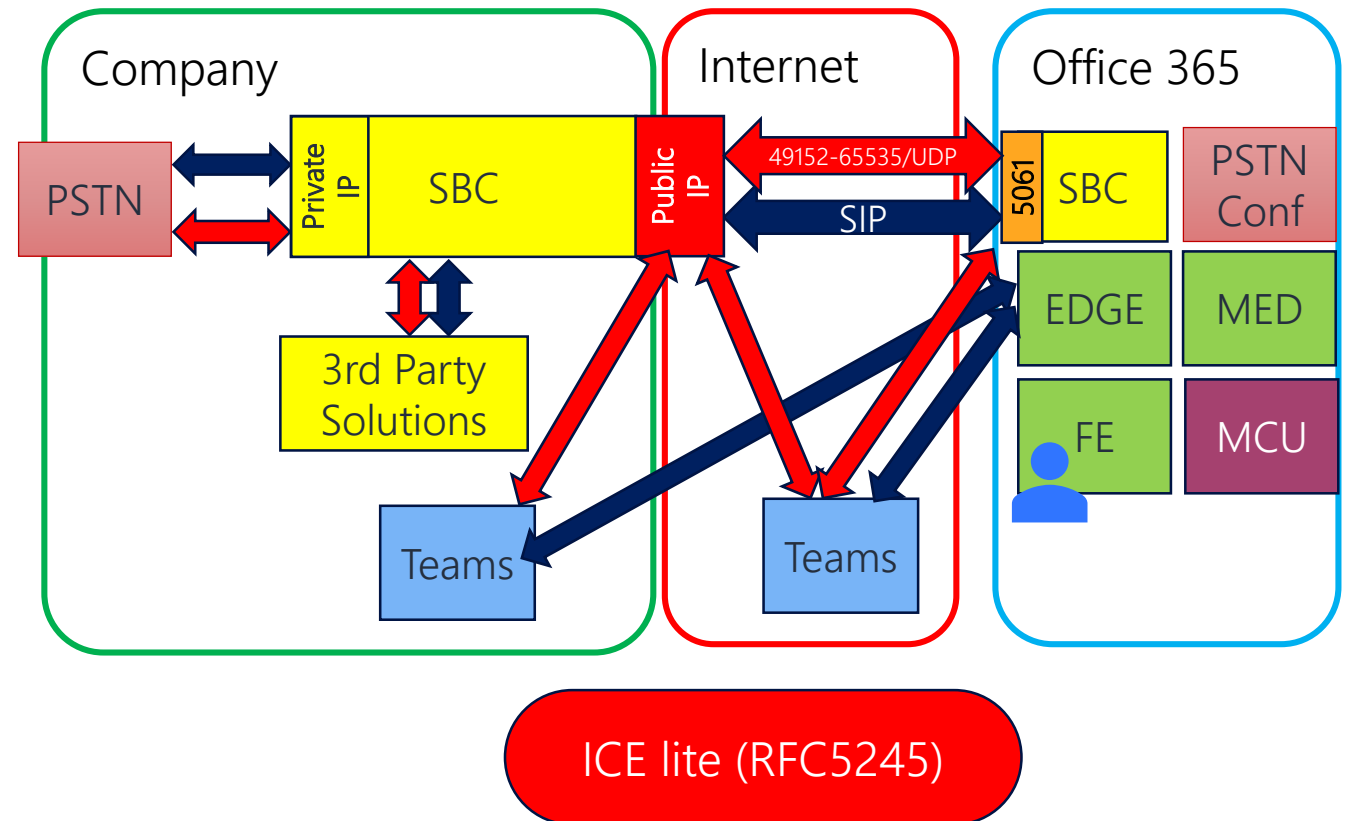 Company
Internet
Office 365
PSTN
Private
IP
SBC
Public
IP
49152-65535/UDP
SIP
5061
SBC
PSTN
Conf
EDGE
MED
3rd Party
Solutions
FE
MCU
Teams
Teams
ICE lite (RFC5245)